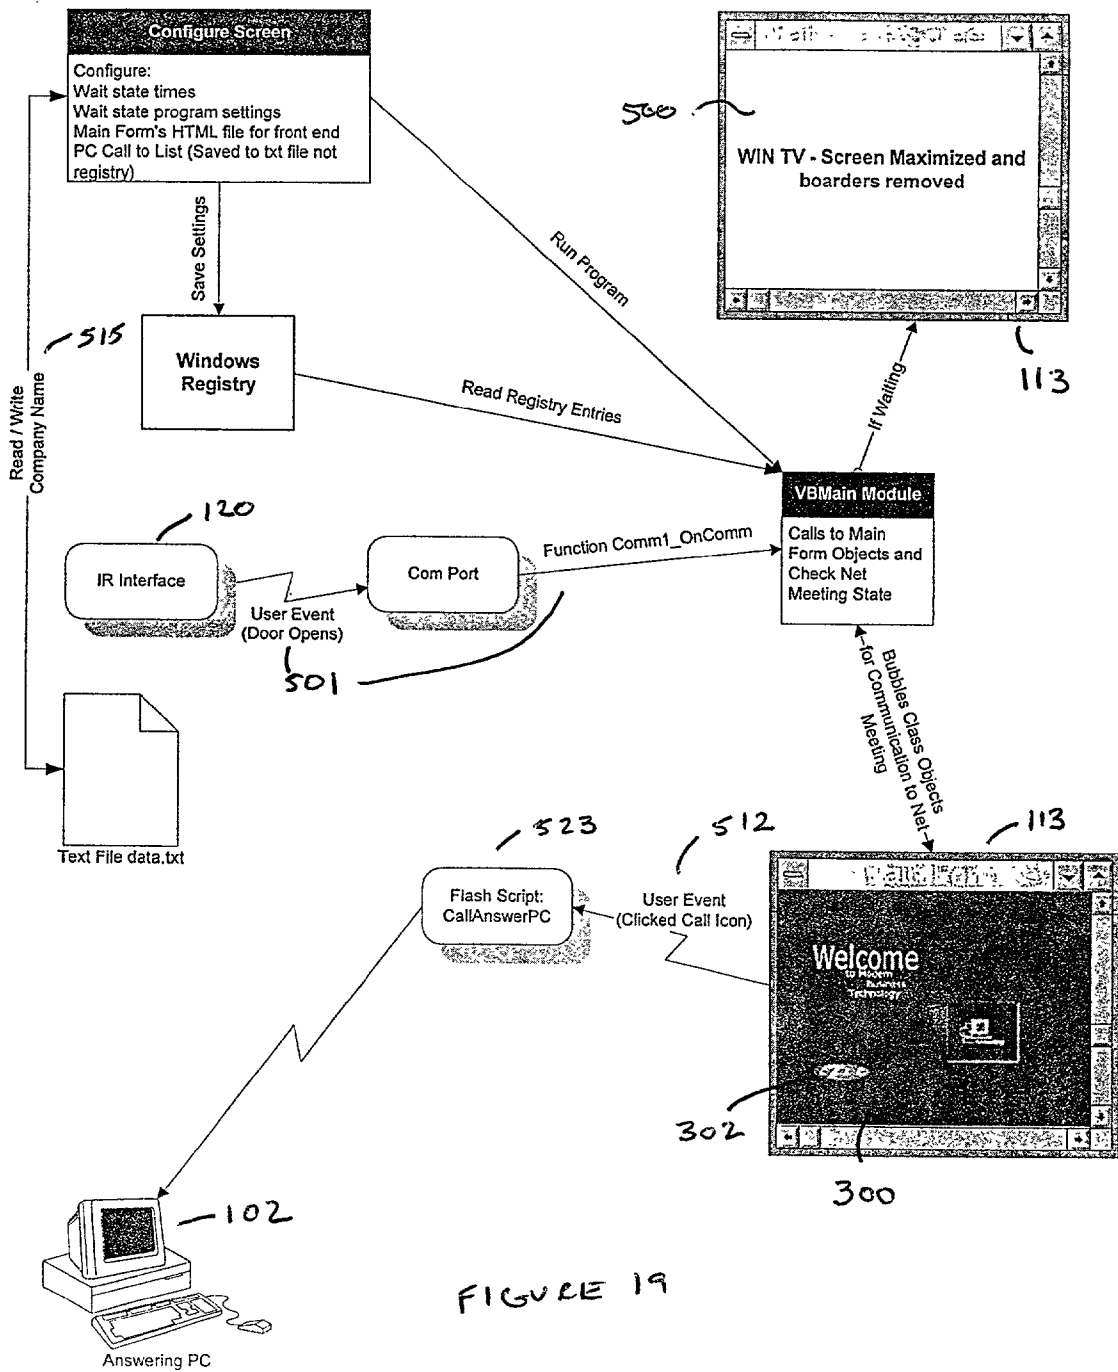 Configure Screen
Configure:
Wait state times
Wait state program settings
Main Form's HTML file for front end
PC Call to List (Saved to txt file not
registry)
500
WIN TV - Screen Maximized and
boarders removed
113
Save Settings
Run Program
If Waiting
515
Read / Write
Company Name
Windows
Registry
Read Registry Entries
VBMain Module
Calls to Main
Form Objects and
Check Net
Meeting State
120
IR Interface
User Event
(Door Opens)
Com Port
Function Comm1_OnComm
501
Bubbles Class Objects
for Communication to Net
Meeting
Text File data.txt
523
Flash Script:
CallAnswerPC
512
User Event
(Clicked Call Icon)
113
Welcome
to Modern
Business
Technology
302
300
102
Answering PC
FIGURE 19